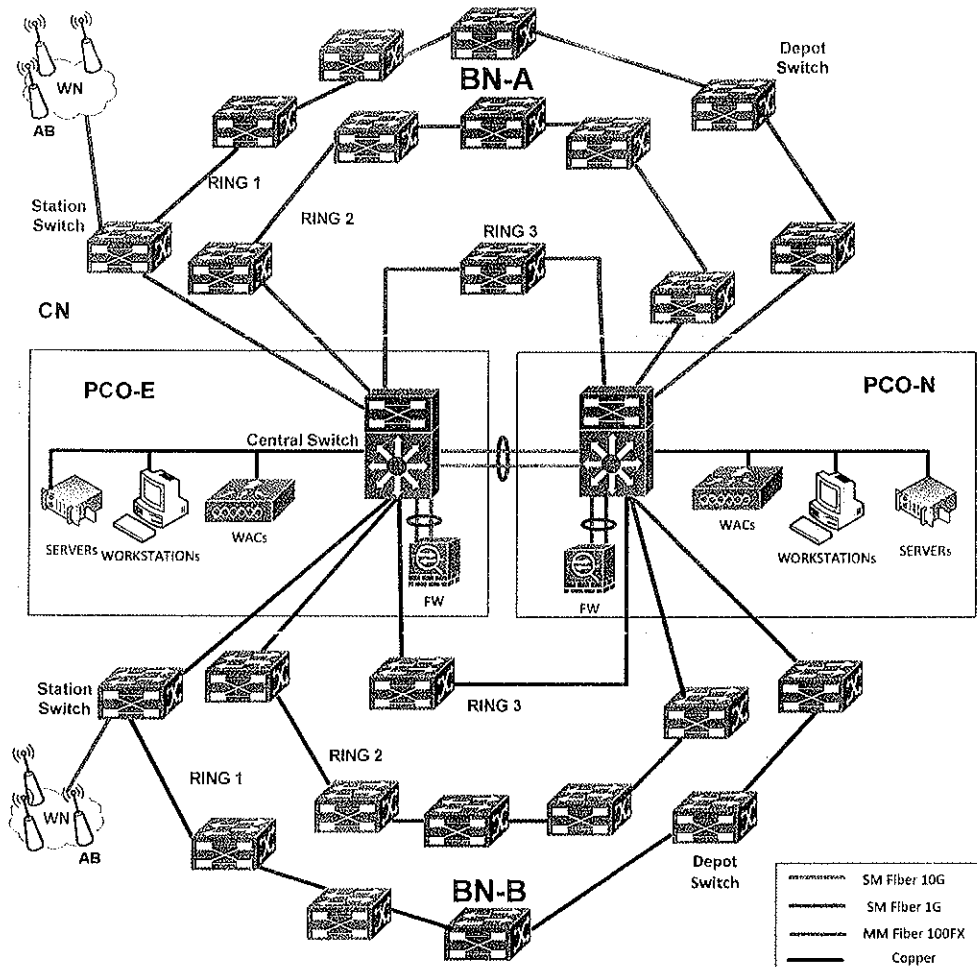 WN
AB
BN-A
Depot
Switch
RING 1
Station
Switch
RING 2
RING 3
CN
PCO-E
PCO-N
Central Switch
SERVERs
WORKSTATIONs
WACs
FW
FW
WACs
WORKSTATIONs
SERVERs
Station
Switch
RING 3
RING 2
RING 1
WN
AB
Depot
Switch
BN-B
SM Fiber 10G
SM Fiber 1G
MM Fiber 100FX
Copper